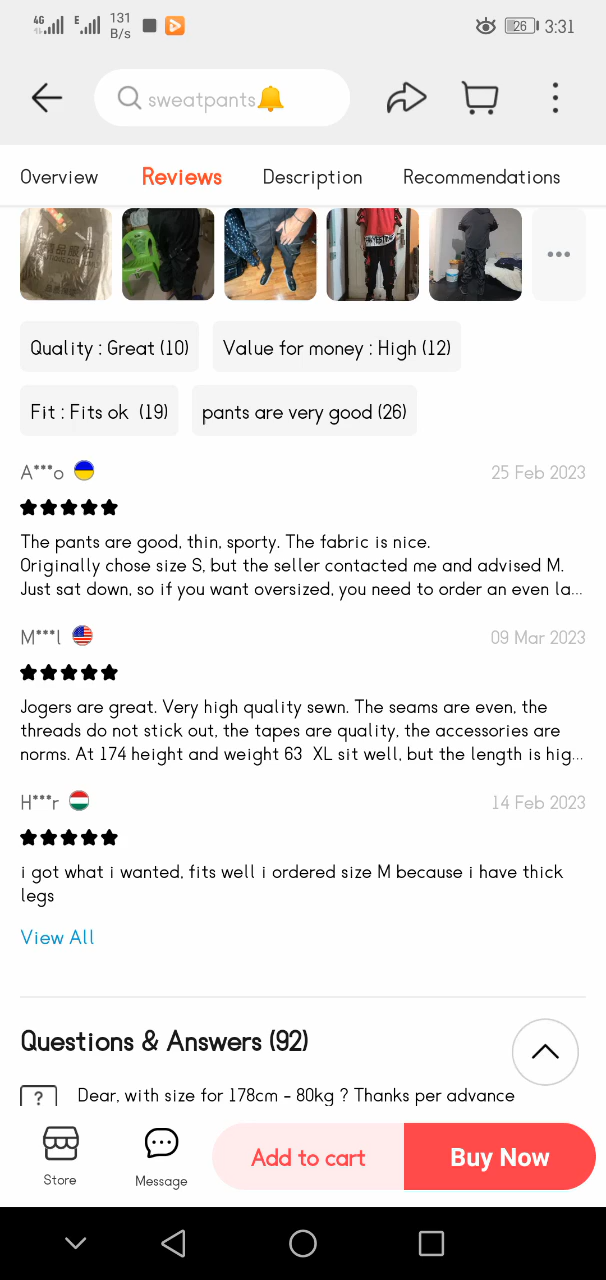 4G
E
131
B/s
26
3:31
sweatpants🔔
Overview
Reviews
Description
Recommendations
Quality : Great (10)
Value for money : High (12)
Fit : Fits ok (19)
pants are very good (26)
A***o
25 Feb 2023
The pants are good, thin, sporty. The fabric is nice.
Originally chose size S, but the seller contacted me and advised M.
Just sat down, so if you want oversized, you need to order an even la...
M***l
09 Mar 2023
Jogers are great. Very high quality sewn. The seams are even, the
threads do not stick out, the tapes are quality, the accessories are
norms. At 174 height and weight 63 XL sit well, but the length is hig...
H***r
14 Feb 2023
i got what i wanted, fits well i ordered size M because i have thick
legs
View All
Questions & Answers (92)
?
Dear, with size for 178cm - 80kg ? Thanks per advance
Store
Message
Add to cart
Buy Now